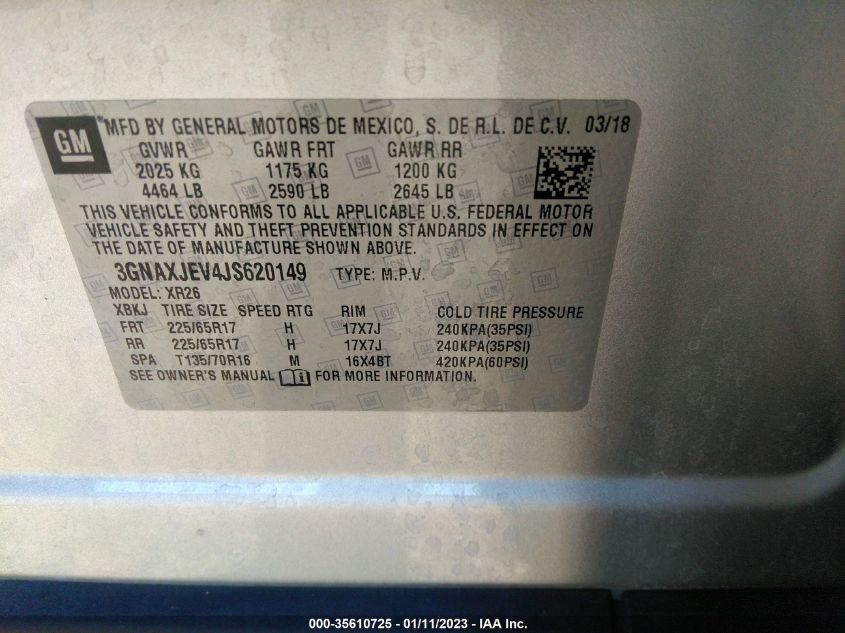 GM
MFD BY GENERAL MOTORS DE MEXICO, S. DE R.L. DE C.V. 03/18
GVWR GAWR FRT GAWR RR
2025 KG 1175 KG 1200 KG
4464 LB 2590 LB 2645 LB
THIS VEHICLE CONFORMS TO ALL APPLICABLE U.S. FEDERAL MOTOR
VEHICLE SAFETY AND THEFT PREVENTION STANDARDS IN EFFECT ON
THE DATE OF MANUFACTURE SHOWN ABOVE.
3GNAXJEV4JS620149 TYPE: M.P.V.
MODEL: XR26
XBKJ TIRE SIZE SPEED RTG RIM COLD TIRE PRESSURE
FRT 225/65R17 H 17X7J 240KPA(35PSI)
RR 225/65R17 H 17X7J 240KPA(35PSI)
SPA T135/70R16 M 16X4BT 420KPA(60PSI)
SEE OWNER'S MANUAL FOR MORE INFORMATION.
000-35610725 - 01/11/2023 - IAA Inc.